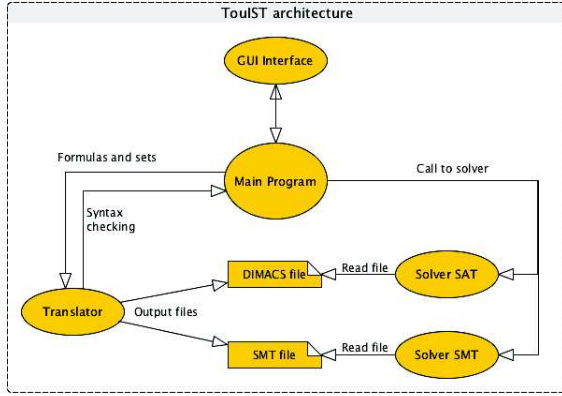 TouIST architecture
GUI Interface
Formulas and sets
Main Program
Call to solver
Syntax
checking
DIMACS file
Read file
Solver SAT
Translator
Output files
SMT file
Read file
Solver SMT